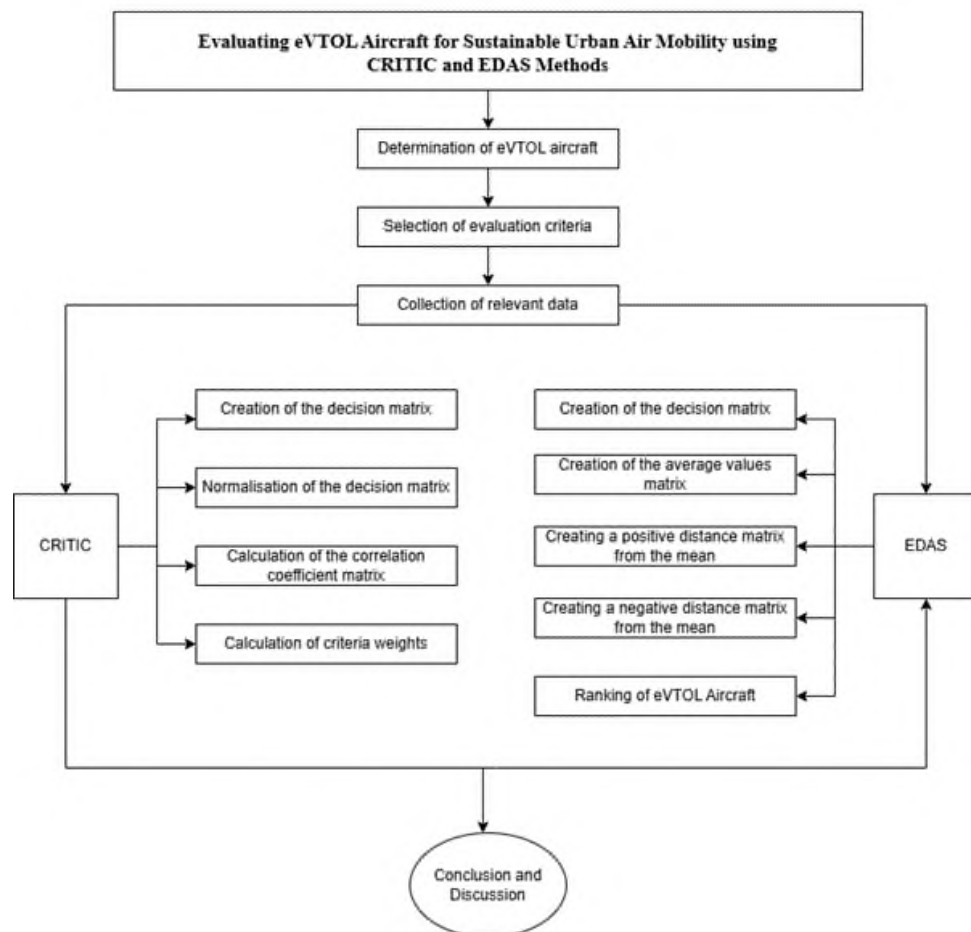 Evaluating eVTOL Aircraft for Sustainable Urban Air Mobility using
CRITIC and EDAS Methods
Determination of eVTOL aircraft
Selection of evaluation criteria
Collection of relevant data
CRITIC
Creation of the decision matrix
Normalisation of the decision matrix
Calculation of the correlation
coefficient matrix
Calculation of criteria weights
Creation of the decision matrix
Creation of the average values
matrix
Creating a positive distance matrix
from the mean
Creating a negative distance matrix
from the mean
Ranking of eVTOL Aircraft
EDAS
Conclusion and
Discussion